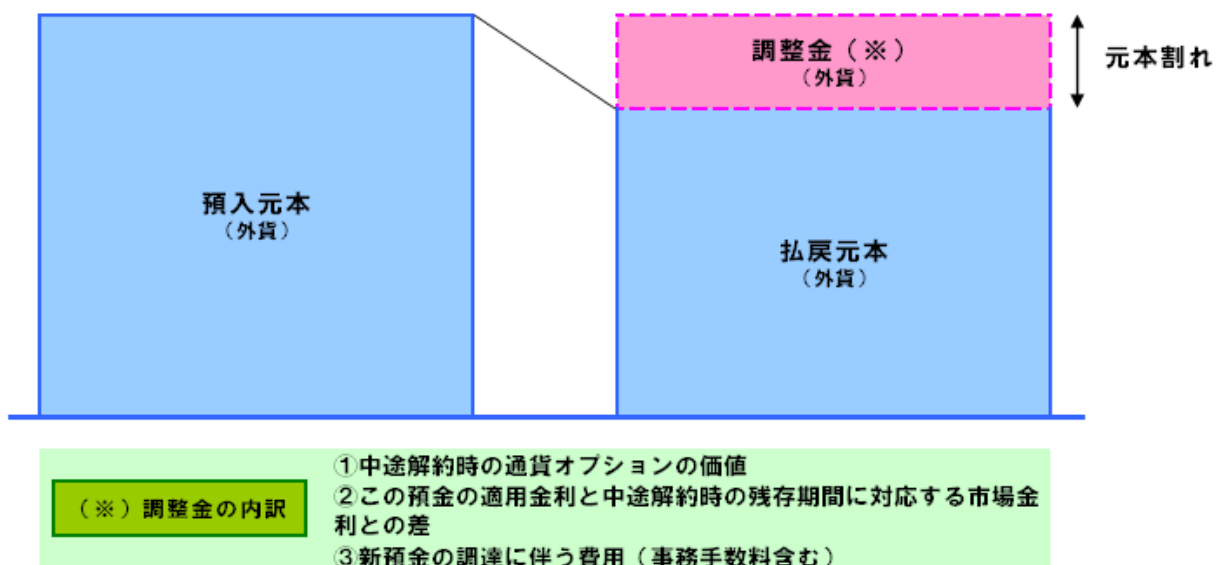 調整金（※）
（外貨）
元本割れ
預入元本
（外貨）
払戻元本
（外貨）
（※）調整金の内訳
①中途解約時の通貨オプションの価値
②この預金の適用金利と中途解約時の残存期間に対応する市場金
利との差
③新預金の調達に伴う費用（事務手数料含む）